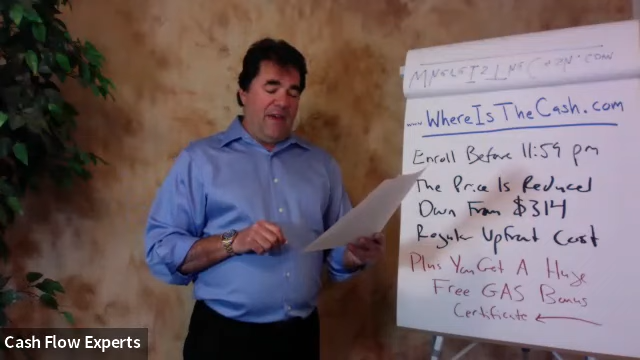 www.WhereIsTheCash.com
Enroll Before 11:59 pm
The Price Is Reduced
Down From $314
Regular Upfront Cost
Plus You Get A Huge
Free GAS Bonus
Certificate
Cash Flow Experts